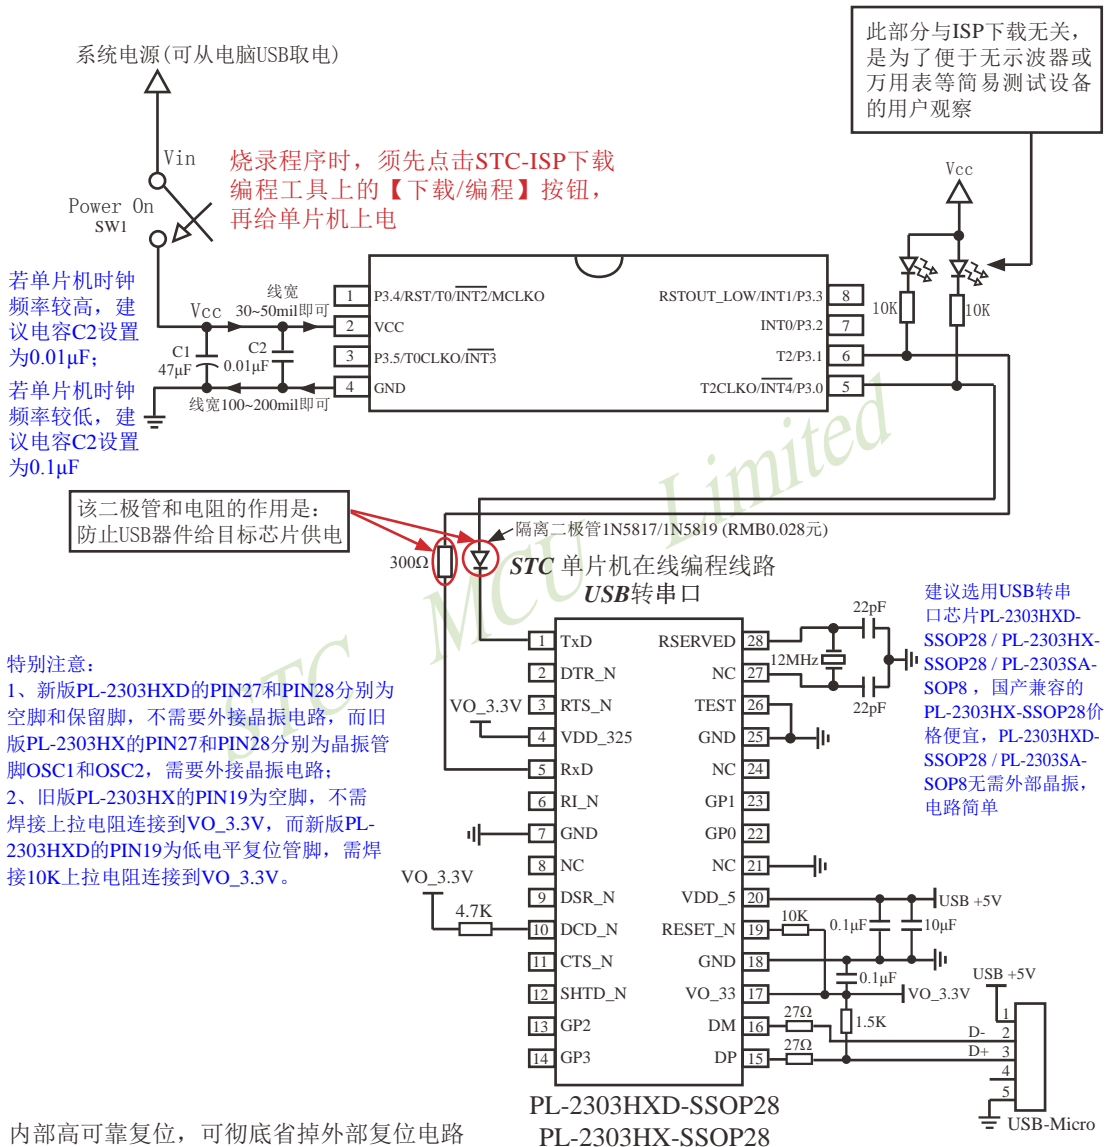 系统电源(可从电脑USB取电)
此部分与ISP下载无关,
是为了便于无示波器或
万用表等简易测试设备
的用户观察
Vin
Power On
SW1
烧录程序时，须先点击STC-ISP下载
编程工具上的【下载/编程】按钮，
再给单片机上电
Vcc
若单片机时钟
频率较高，建
议电容C2设置
为0.01μF；
若单片机时钟
频率较低，建
议电容C2设置
为0.1μF
Vcc
线宽
30~50mil即可
C1
47μF
C2
0.01μF
线宽100~200mil即可
1 P3.4/RST/T0/INT2/MCLKO
2 VCC
3 P3.5/T0CLKO/INT3
4 GND
RSTOUT_LOW/INT1/P3.3 8
INT0/P3.2 7
T2/P3.1 6
T2CLKO/INT4/P3.0 5
10K
10K
该二极管和电阻的作用是：
防止USB器件给目标芯片供电
300Ω
隔离二极管1N5817/1N5819 (RMB0.028元)
STC 单片机在线编程线路
USB转串口
STC MCU Limited
特别注意：
1、新版PL-2303HXD的PIN27和PIN28分别为
空脚和保留脚，不需要外接晶振电路，而旧
版PL-2303HX的PIN27和PIN28分别为晶振管
脚OSC1和OSC2，需要外接晶振电路；
2、旧版PL-2303HX的PIN19为空脚，不需
焊接上拉电阻连接到VO_3.3V，而新版PL-
2303HXD的PIN19为低电平复位管脚，需焊
接10K上拉电阻连接到VO_3.3V。
建议选用USB转串
口芯片PL-2303HXD-
SSOP28 / PL-2303HX-
SSOP28 / PL-2303SA-
SOP8，国产兼容的
PL-2303HX-SSOP28价
格便宜，PL-2303HXD-
SSOP28 / PL-2303SA-
SOP8无需外部晶振，
电路简单
VO_3.3V
VO_3.3V
4.7K
1 TxD
2 DTR_N
3 RTS_N
4 VDD_325
5 RxD
6 RI_N
7 GND
8 NC
9 DSR_N
10 DCD_N
11 CTS_N
12 SHTD_N
13 GP2
14 GP3
RSERVED 28
NC 27
TEST 26
GND 25
NC 24
GP1 23
GP0 22
NC 21
VDD_5 20
RESET_N 19
GND 18
VO_33 17
DM 16
DP 15
22pF
12MHz
22pF
USB +5V
10K
0.1μF
10μF
0.1μF
VO_3.3V
27Ω
1.5K
27Ω
USB +5V
D-
D+
1
2
3
4
5
USB-Micro
PL-2303HXD-SSOP28
PL-2303HX-SSOP28
内部高可靠复位，可彻底省掉外部复位电路